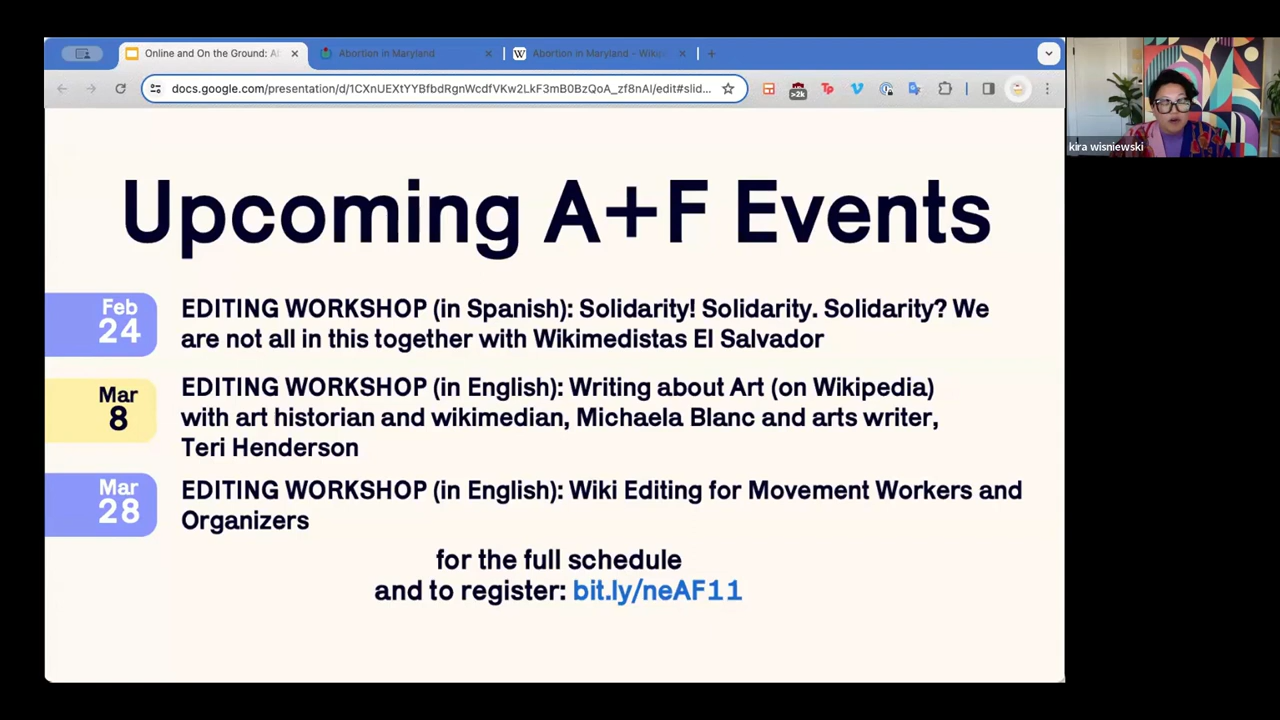 Online and On the Ground: A
Abortion in Maryland
Abortion in Maryland - Wiki
docs.google.com/presentation/d/1CXnUEXtYYBfbdRgnWcdfVKw2LkF3mB0BzQoA_zf8nAI/edit#slid...
>2k
Tp
kira wisniewski
Upcoming A+F Events
Feb
24
EDITING WORKSHOP (in Spanish): Solidarity! Solidarity. Solidarity? We
are not all in this together with Wikimedistas El Salvador
Mar
8
EDITING WORKSHOP (in English): Writing about Art (on Wikipedia)
with art historian and wikimedian, Michaela Blanc and arts writer,
Teri Henderson
Mar
28
EDITING WORKSHOP (in English): Wiki Editing for Movement Workers and
Organizers
for the full schedule
and to register: bit.ly/neAF11